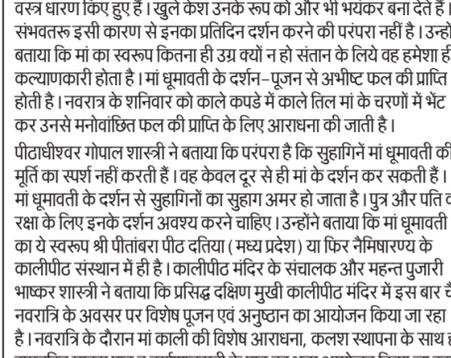 वस्त्र धारण किए हुए हैं । खुले केश उनके रूप को और भी भयंकर बना देते हैं ।
संभवतरू इसी कारण से इनका प्रतिदिन दर्शन करने की परंपरा नहीं है । उन्हों
बताया कि मां का स्वरूप कितना ही उग्र क्यों न हो संतान के लिये वह हमेशा ही
कल्याणकारी होता है । मां धूमावती के दर्शन-पूजन से अभीष्ट फल की प्राप्ति
होती है । नवरात्र के शनिवार को काले कपडे में काले तिल मां के चरणों में भेंट
कर उनसे मनोवांछित फल की प्राप्ति के लिए आराधना की जाती है ।
पीठाधीश्वर गोपाल शास्त्री ने बताया कि परंपरा है कि सुहागिनें मां धूमावती की
मूर्ति का स्पर्श नहीं करती हैं । वह केवल दूर से ही मां के दर्शन कर सकती हैं ।
मां धूमावती के दर्शन से सुहागिनों का सुहाग अमर हो जाता है । पुत्र और पति
रक्षा के लिए इनके दर्शन अवश्य करने चाहिए । उन्होंने बताया कि मां धूमावती
का ये स्वरूप श्री पीतांबरा पीठ दतिया ( मध्य प्रदेश ) या फिर नैमिषारण्य के
कालीपीठ संस्थान में ही है । कालीपीठ मंदिर के संचालक और महन्त पुजारी
भाष्कर शास्त्री ने बताया कि प्रसिद्ध दक्षिण मुखी कालीपीठ मंदिर में इस बार
नवरात्रि के अवसर पर विशेष पूजन एवं अनुष्ठान का आयोजन किया जा रहा
है । नवरात्रि के दौरान मां काली की विशेष आराधना, कलश स्थापना के साथ